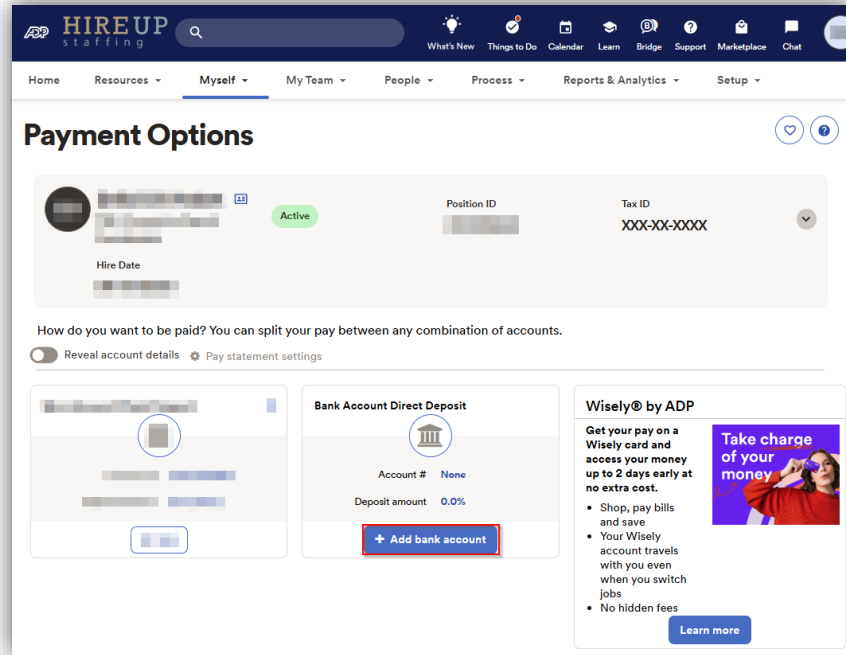 ADP
HIREUP
staffing
What's New
Things to Do
Calendar
Learn
Bridge
Support
Marketplace
Chat
Home
Resources
Myself
My Team
People
Process
Reports & Analytics
Setup
Payment Options
Active
Position ID
Tax ID
XXX-XX-XXXX
Hire Date
How do you want to be paid? You can split your pay between any combination of accounts.
Reveal account details
Pay statement settings
Bank Account Direct Deposit
Account # None
Deposit amount 0.0%
+ Add bank account
Wisely® by ADP
Get your pay on a
Wisely card and
access your money
up to 2 days early at
no extra cost.
• Shop, pay bills
and save
• Your Wisely
account travels
with you even
when you switch
jobs
• No hidden fees
Take charge
of your
money
Learn more